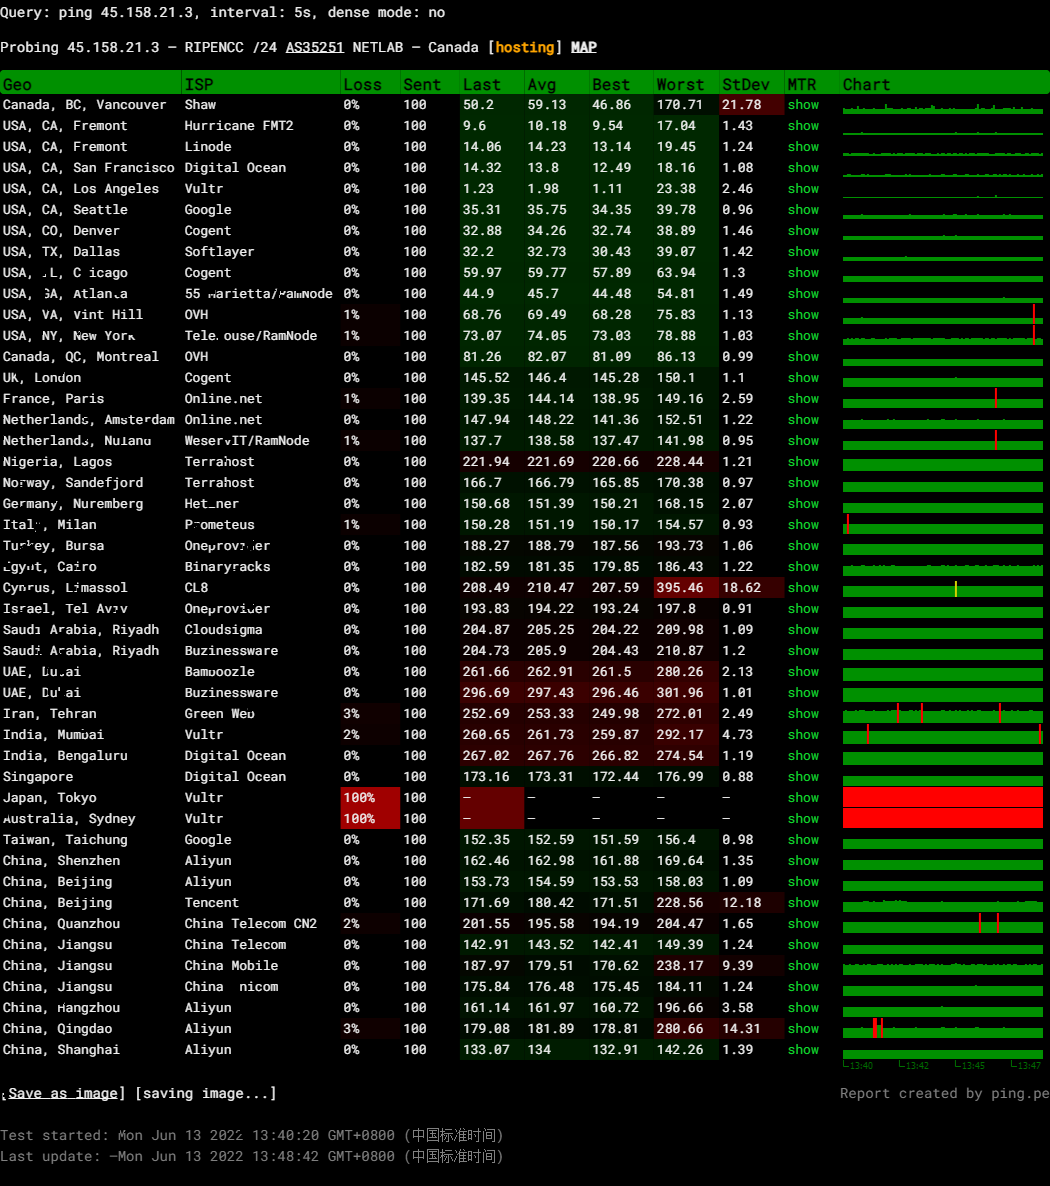 Query: ping 45.158.21.3, interval: 5s, dense mode: no
Probing 45.158.21.3 — RIPENCC /24 AS35251 NETLAB — Canada [hosting] MAP
Geo ISP Loss Sent Last Avg Best Worst StDev MTR Chart
Canada, BC, Vancouver Shaw 0% 100 50.2 59.13 46.86 170.71 21.78 show
USA, CA, Fremont Hurricane FMT2 0% 100 9.6 10.18 9.54 17.04 1.43 show
USA, CA, Fremont Linode 0% 100 14.06 14.23 13.14 19.45 1.24 show
USA, CA, San Francisco Digital Ocean 0% 100 14.32 13.8 12.49 18.16 1.08 show
USA, CA, Los Angeles Vultr 0% 100 1.23 1.98 1.11 23.38 2.46 show
USA, CA, Seattle Google 0% 100 35.31 35.75 34.35 39.78 0.96 show
USA, CO, Denver Cogent 0% 100 32.88 34.26 32.74 38.89 1.46 show
USA, TX, Dallas Softlayer 0% 100 32.2 32.73 30.43 39.07 1.42 show
USA, IL, Chicago Cogent 0% 100 59.97 59.77 57.89 63.94 1.3 show
USA, GA, Atlanta 55 Marietta/RamNode 0% 100 44.9 45.7 44.48 54.81 1.49 show
USA, VA, Vint Hill OVH 1% 100 68.76 69.49 68.28 75.83 1.13 show
USA, NY, New York Telehouse/RamNode 1% 100 73.07 74.05 73.03 78.88 1.03 show
Canada, QC, Montreal OVH 0% 100 81.26 82.07 81.09 86.13 0.99 show
UK, London Cogent 0% 100 145.52 146.4 145.28 150.1 1.1 show
France, Paris Online.net 1% 100 139.35 144.14 138.95 149.16 2.59 show
Netherlands, Amsterdam Online.net 0% 100 147.94 148.22 141.36 152.51 1.22 show
Netherlands, Nuland WeservIT/RamNode 1% 100 137.7 138.58 137.47 141.98 0.95 show
Nigeria, Lagos Terrahost 0% 100 221.94 221.69 220.66 228.44 1.21 show
Norway, Sandefjord Terrahost 0% 100 166.7 166.79 165.85 170.38 0.97 show
Germany, Nuremberg Hetzner 0% 100 150.68 151.39 150.21 168.15 2.07 show
Italy, Milan Prometeus 1% 100 150.28 151.19 150.17 154.57 0.93 show
Turkey, Bursa Oneprovider 0% 100 188.27 188.79 187.56 193.73 1.06 show
Egypt, Cairo Binaryracks 0% 100 182.59 181.35 179.85 186.43 1.22 show
Cyprus, Limassol CL8 0% 100 208.49 210.47 207.59 395.46 18.62 show
Israel, Tel Aviv Oneprovider 0% 100 193.83 194.22 193.24 197.8 0.91 show
Saudi Arabia, Riyadh Cloudsigma 0% 100 204.87 205.25 204.22 209.98 1.09 show
Saudi Arabia, Riyadh Buzinessware 0% 100 204.73 205.9 204.43 210.87 1.2 show
UAE, Dubai Bamboozle 0% 100 261.66 262.91 261.5 280.26 2.13 show
UAE, Dubai Buzinessware 0% 100 296.69 297.43 296.46 301.96 1.01 show
Iran, Tehran Green Web 3% 100 252.69 253.33 249.98 272.01 2.49 show
India, Mumbai Vultr 2% 100 260.65 261.73 259.87 292.17 4.73 show
India, Bengaluru Digital Ocean 0% 100 267.02 267.76 266.82 274.54 1.19 show
Singapore Digital Ocean 0% 100 173.16 173.31 172.44 176.99 0.88 show
Japan, Tokyo Vultr 100% 100 — — — — — show
Australia, Sydney Vultr 100% 100 — — — — — show
Taiwan, Taichung Google 0% 100 152.35 152.59 151.59 156.4 0.98 show
China, Shenzhen Aliyun 0% 100 162.46 162.98 161.88 169.64 1.35 show
China, Beijing Aliyun 0% 100 153.73 154.59 153.53 158.03 1.09 show
China, Beijing Tencent 0% 100 171.69 180.42 171.51 228.56 12.18 show
China, Quanzhou China Telecom CN2 2% 100 201.55 195.58 194.19 204.47 1.65 show
China, Jiangsu China Telecom 0% 100 142.91 143.52 142.41 149.39 1.24 show
China, Jiangsu China Mobile 0% 100 187.97 179.51 170.62 238.17 9.39 show
China, Jiangsu China Unicom 0% 100 175.84 176.48 175.45 184.11 1.24 show
China, Hangzhou Aliyun 0% 100 161.14 161.97 160.72 196.66 3.58 show
China, Qingdao Aliyun 3% 100 179.08 181.89 178.81 280.66 14.31 show
China, Shanghai Aliyun 0% 100 133.07 134 132.91 142.26 1.39 show
13:40 13:42 13:45 13:47
[Save as image] [saving image...] Report created by ping.pe
Test started: Mon Jun 13 2022 13:40:20 GMT+0800 (中国标准时间)
Last update: —Mon Jun 13 2022 13:48:42 GMT+0800 (中国标准时间)